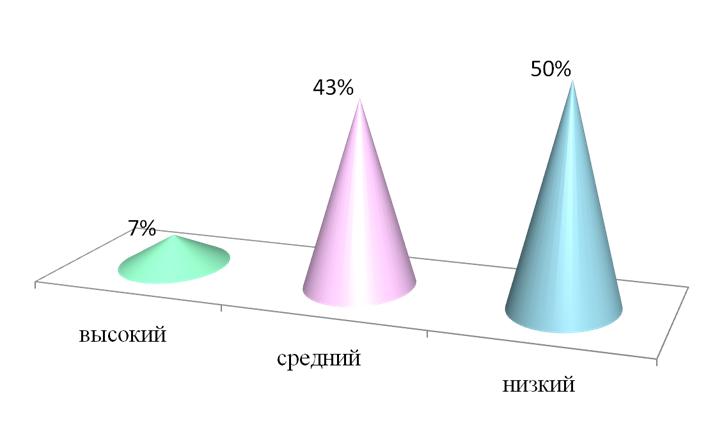 50%
43%
7%
высокий
средний
низкий